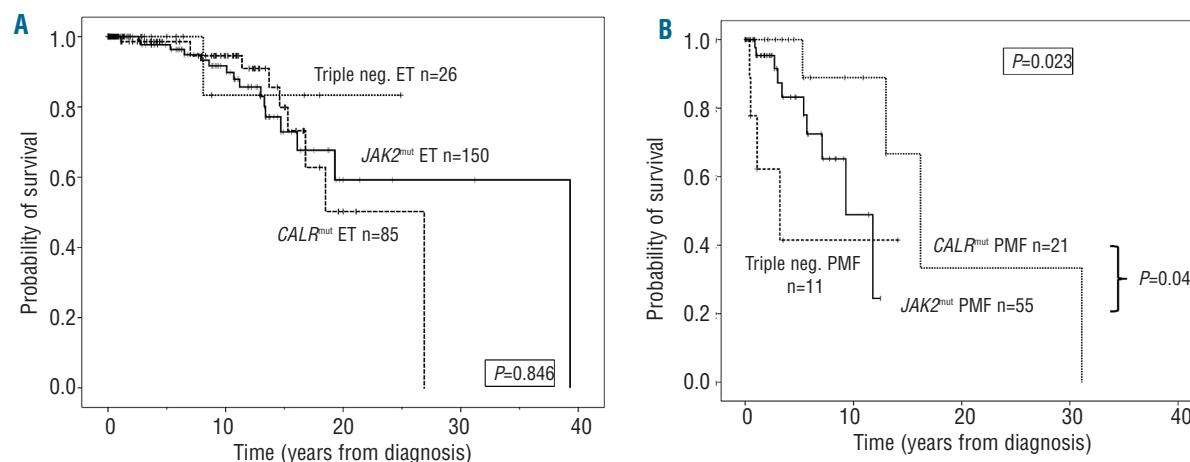 A
Probability of survival
1.0
0.8
0.6
0.4
0.2
0.0
Triple neg. ET n=26
JAK2mut ET n=150
CALRmut ET n=85
P=0.846
0 10 20 30 40
Time (years from diagnosis)
B
Probability of survival
1.0
0.8
0.6
0.4
0.2
0.0
P=0.023
CALRmut PMF n=21
Triple neg. PMF
n=11
JAK2mut PMF n=55
P=0.04
0 10 20 30 40
Time (years from diagnosis)